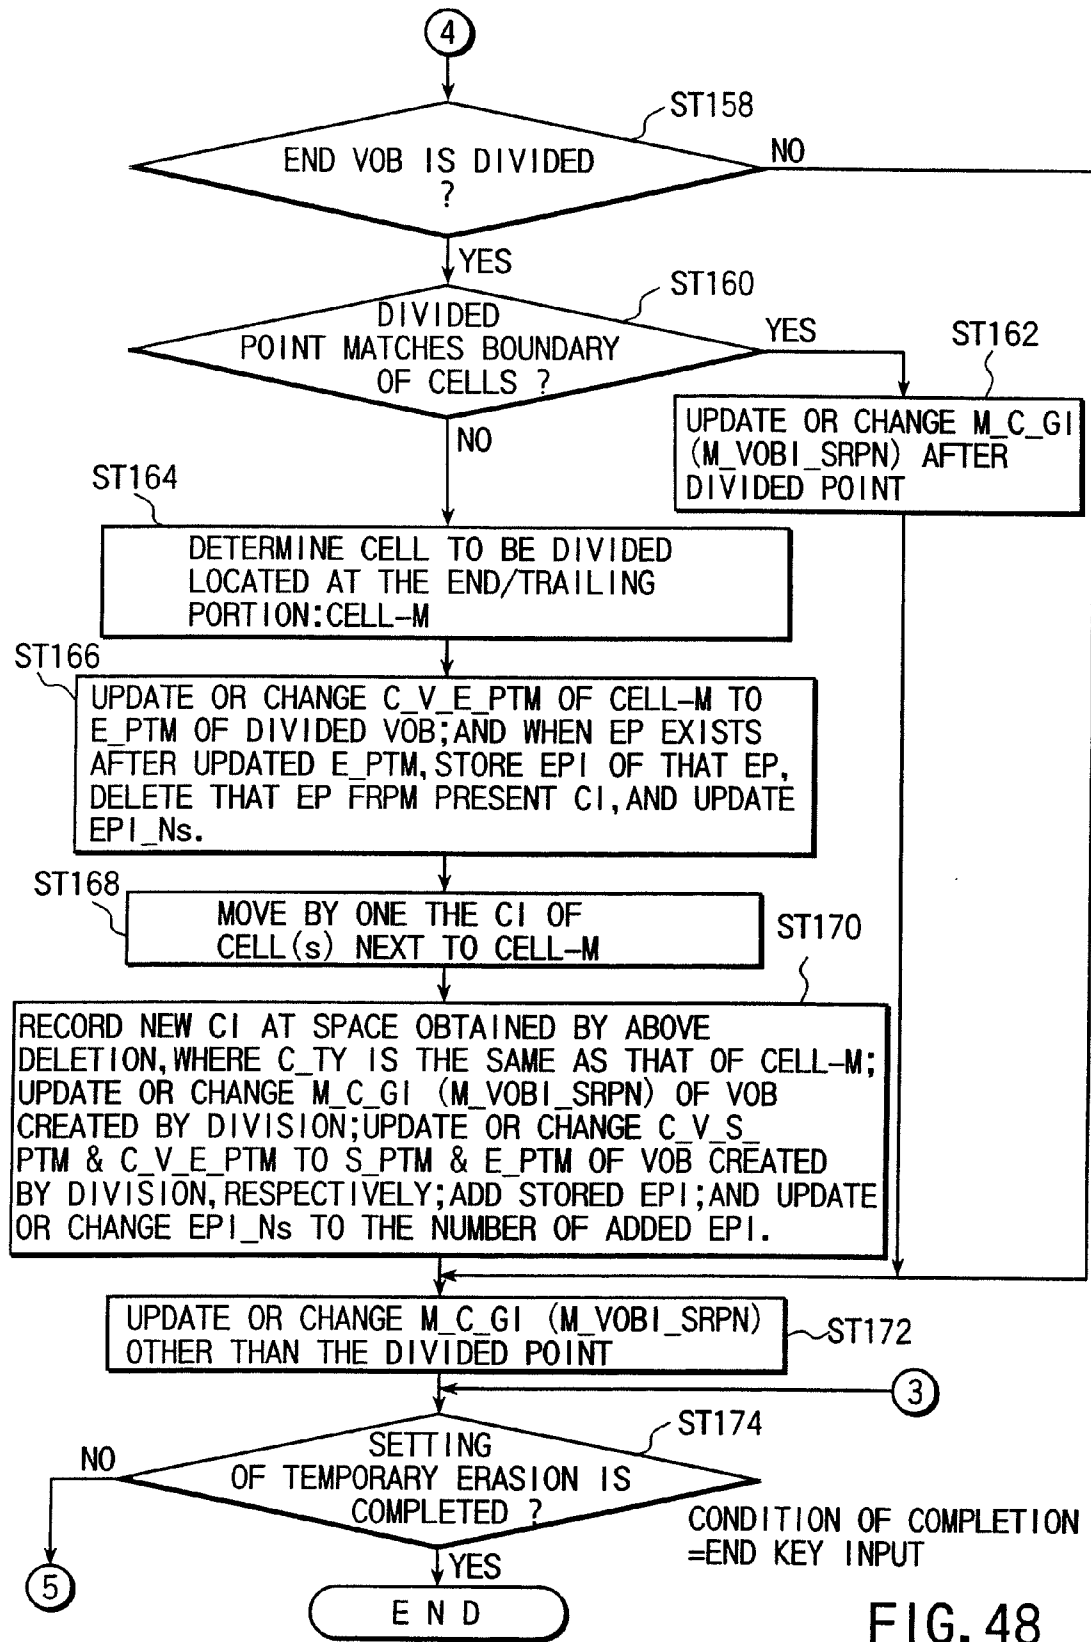 4
ST158
END VOB IS DIVIDED
?
NO
YES
ST160
DIVIDED
POINT MATCHES BOUNDARY
OF CELLS ?
YES
ST162
UPDATE OR CHANGE M_C_GI
(M_VOBI_SRPN) AFTER
DIVIDED POINT
NO
ST164
DETERMINE CELL TO BE DIVIDED
LOCATED AT THE END/TRAILING
PORTION:CELL-M
ST166
UPDATE OR CHANGE C_V_E_PTM OF CELL-M TO
E_PTM OF DIVIDED VOB;AND WHEN EP EXISTS
AFTER UPDATED E_PTM,STORE EPI OF THAT EP,
DELETE THAT EP FRPM PRESENT CI,AND UPDATE
EPI_Ns.
ST168
MOVE BY ONE THE CI OF
CELL(s) NEXT TO CELL-M
ST170
RECORD NEW CI AT SPACE OBTAINED BY ABOVE
DELETION,WHERE C_TY IS THE SAME AS THAT OF CELL-M;
UPDATE OR CHANGE M_C_GI (M_VOBI_SRPN) OF VOB
CREATED BY DIVISION;UPDATE OR CHANGE C_V_S_
PTM & C_V_E_PTM TO S_PTM & E_PTM OF VOB CREATED
BY DIVISION,RESPECTIVELY;ADD STORED EPI;AND UPDATE
OR CHANGE EPI_Ns TO THE NUMBER OF ADDED EPI.
UPDATE OR CHANGE M_C_GI (M_VOBI_SRPN)
OTHER THAN THE DIVIDED POINT
ST172
3
ST174
SETTING
OF TEMPORARY ERASION IS
COMPLETED ?
NO
CONDITION OF COMPLETION
=END KEY INPUT
YES
5
END
FIG. 48